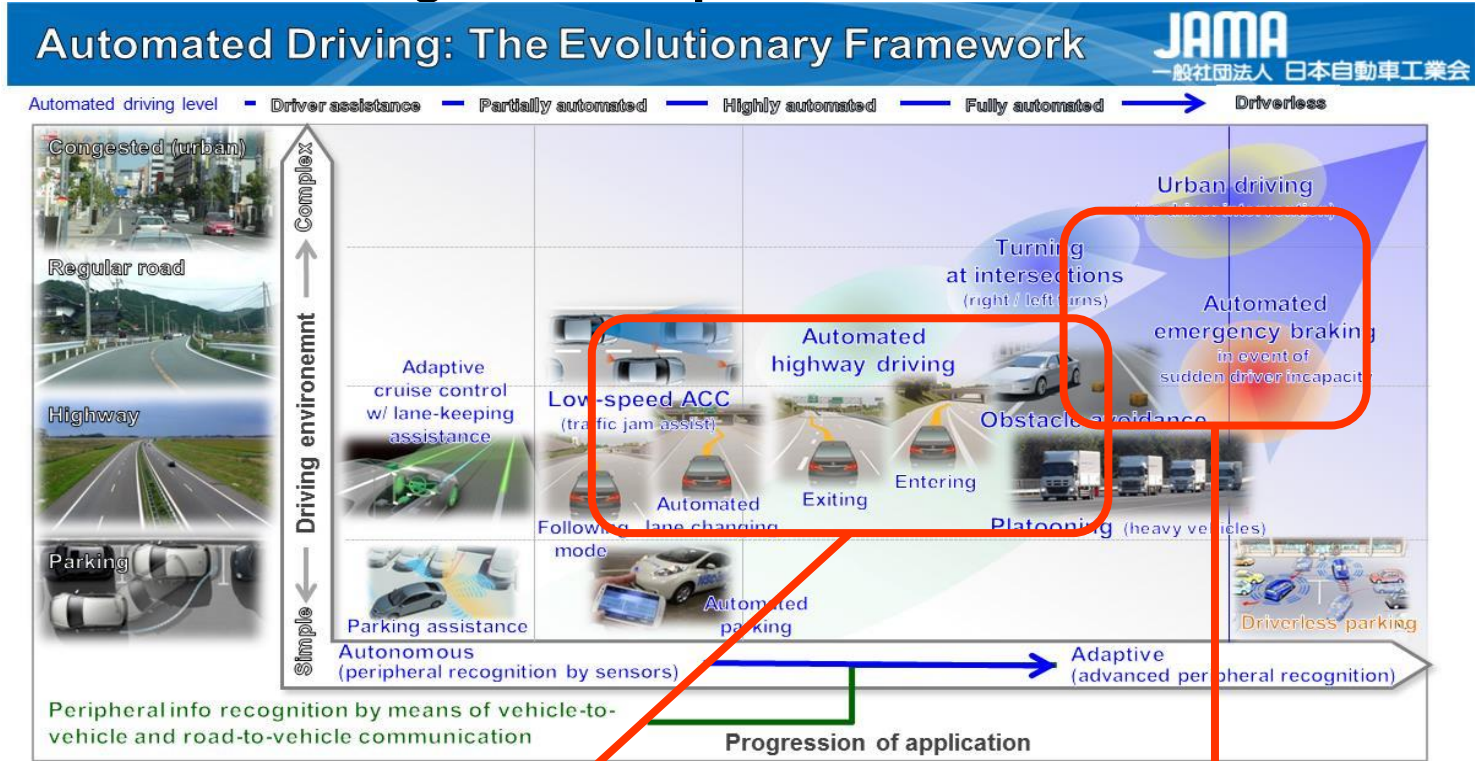 Automated Driving: The Evolutionary Framework
JAMA
一般社団法人 日本自動車工業会
Automated driving level
Driver assistance
Partially automated
Highly automated
Fully automated
Driverless
Congested (urban)
Regular road
Highway
Parking
Complex
Driving environemnt
Simple
Urban driving
Turning
at intersections
(right / left turns)
Automated
emergency braking
in event of
sudden driver incapacity
Automated
highway driving
Adaptive
cruise control
w/ lane-keeping
assistance
Low-speed ACC
(traffic jam assist)
Obstacle avoidance
Entering
Exiting
Automated
lane changing
Following
mode
Platooning (heavy vehicles)
Parking assistance
Automated
parking
Driverless parking
Autonomous
(peripheral recognition by sensors)
Adaptive
(advanced peripheral recognition)
Peripheral info recognition by means of vehicle-to-
vehicle and road-to-vehicle communication
Progression of application